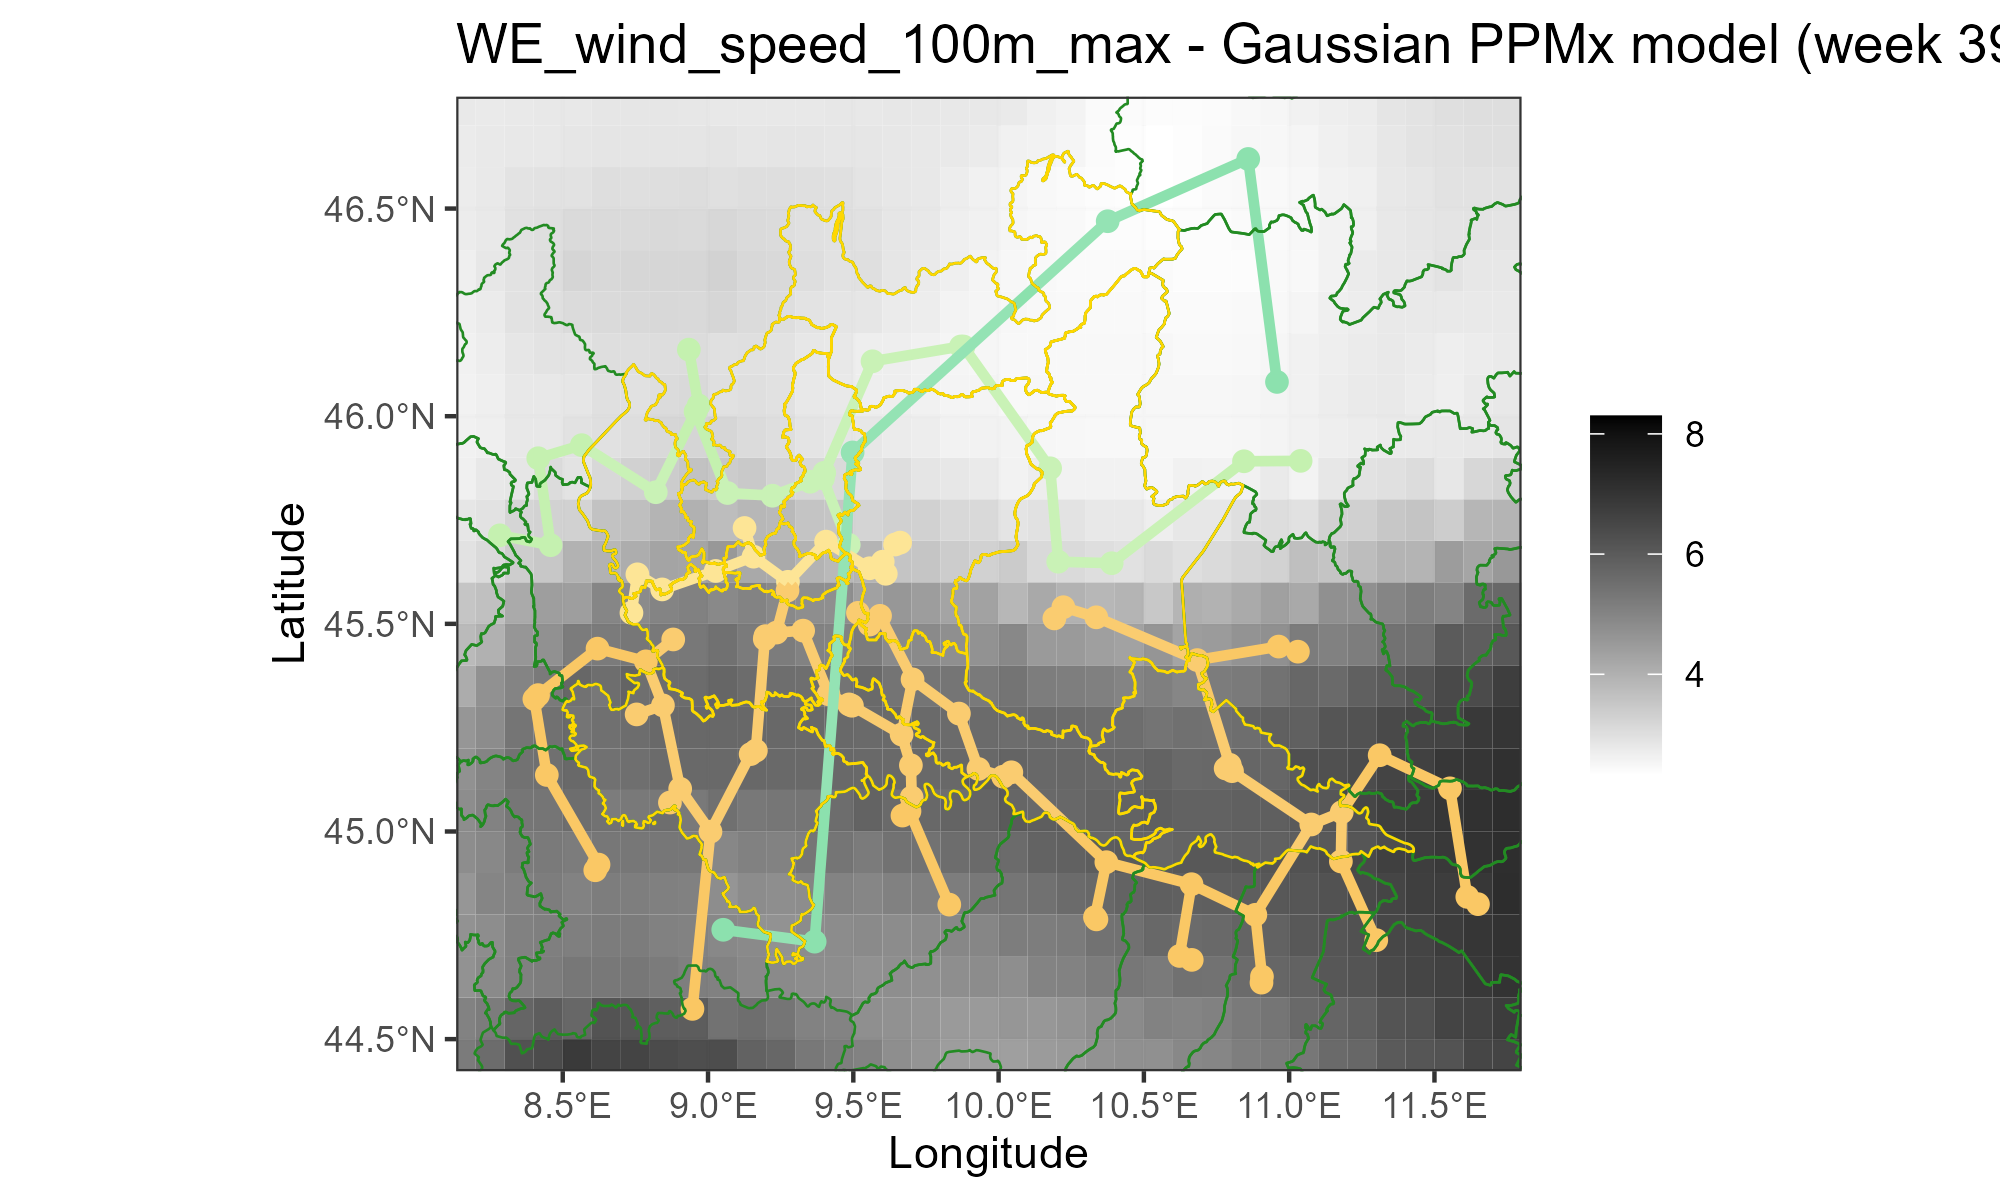 WE_wind_speed_100m_max - Gaussian PPMx model (week 39
46.5°N
46.0°N
45.5°N
45.0°N
44.5°N
Latitude
8
6
4
8.5°E 9.0°E 9.5°E 10.0°E 10.5°E 11.0°E 11.5°E
Longitude